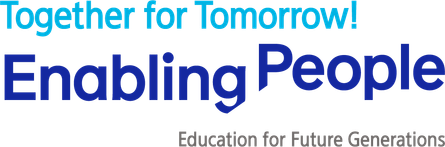 Together for Tomorrow!
Enabling People
Education for Future Generations